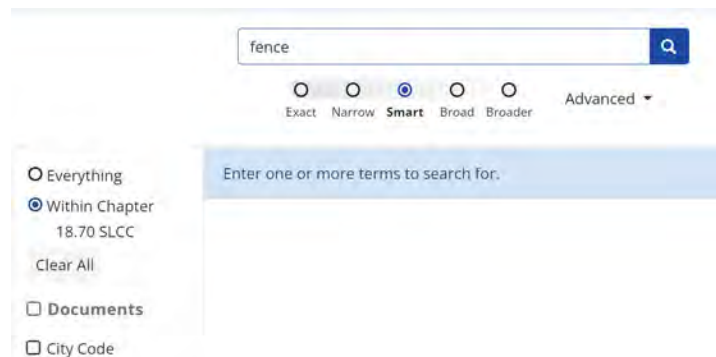 fence
Exact Narrow Smart Broad Broader
Advanced
Everything
Within Chapter
18.70 SLCC
Clear All
Documents
City Code
Enter one or more terms to search for.